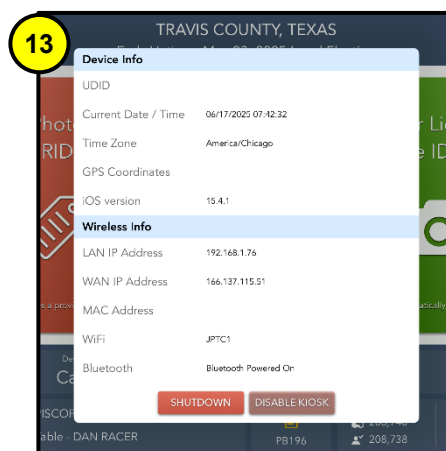 13
TRAVIS COUNTY, TEXAS
Device Info
UDID
Current Date / Time 06/17/2025 07:42:32
Time Zone America/Chicago
GPS Coordinates
iOS version 15.4.1
Wireless Info
LAN IP Address 192.168.1.76
WAN IP Address 166.137.115.51
MAC Address
WiFi JPTC1
Bluetooth Bluetooth Powered On
SHUTDOWN DISABLE KIOSK
able - DAN RACER PB196 208,738